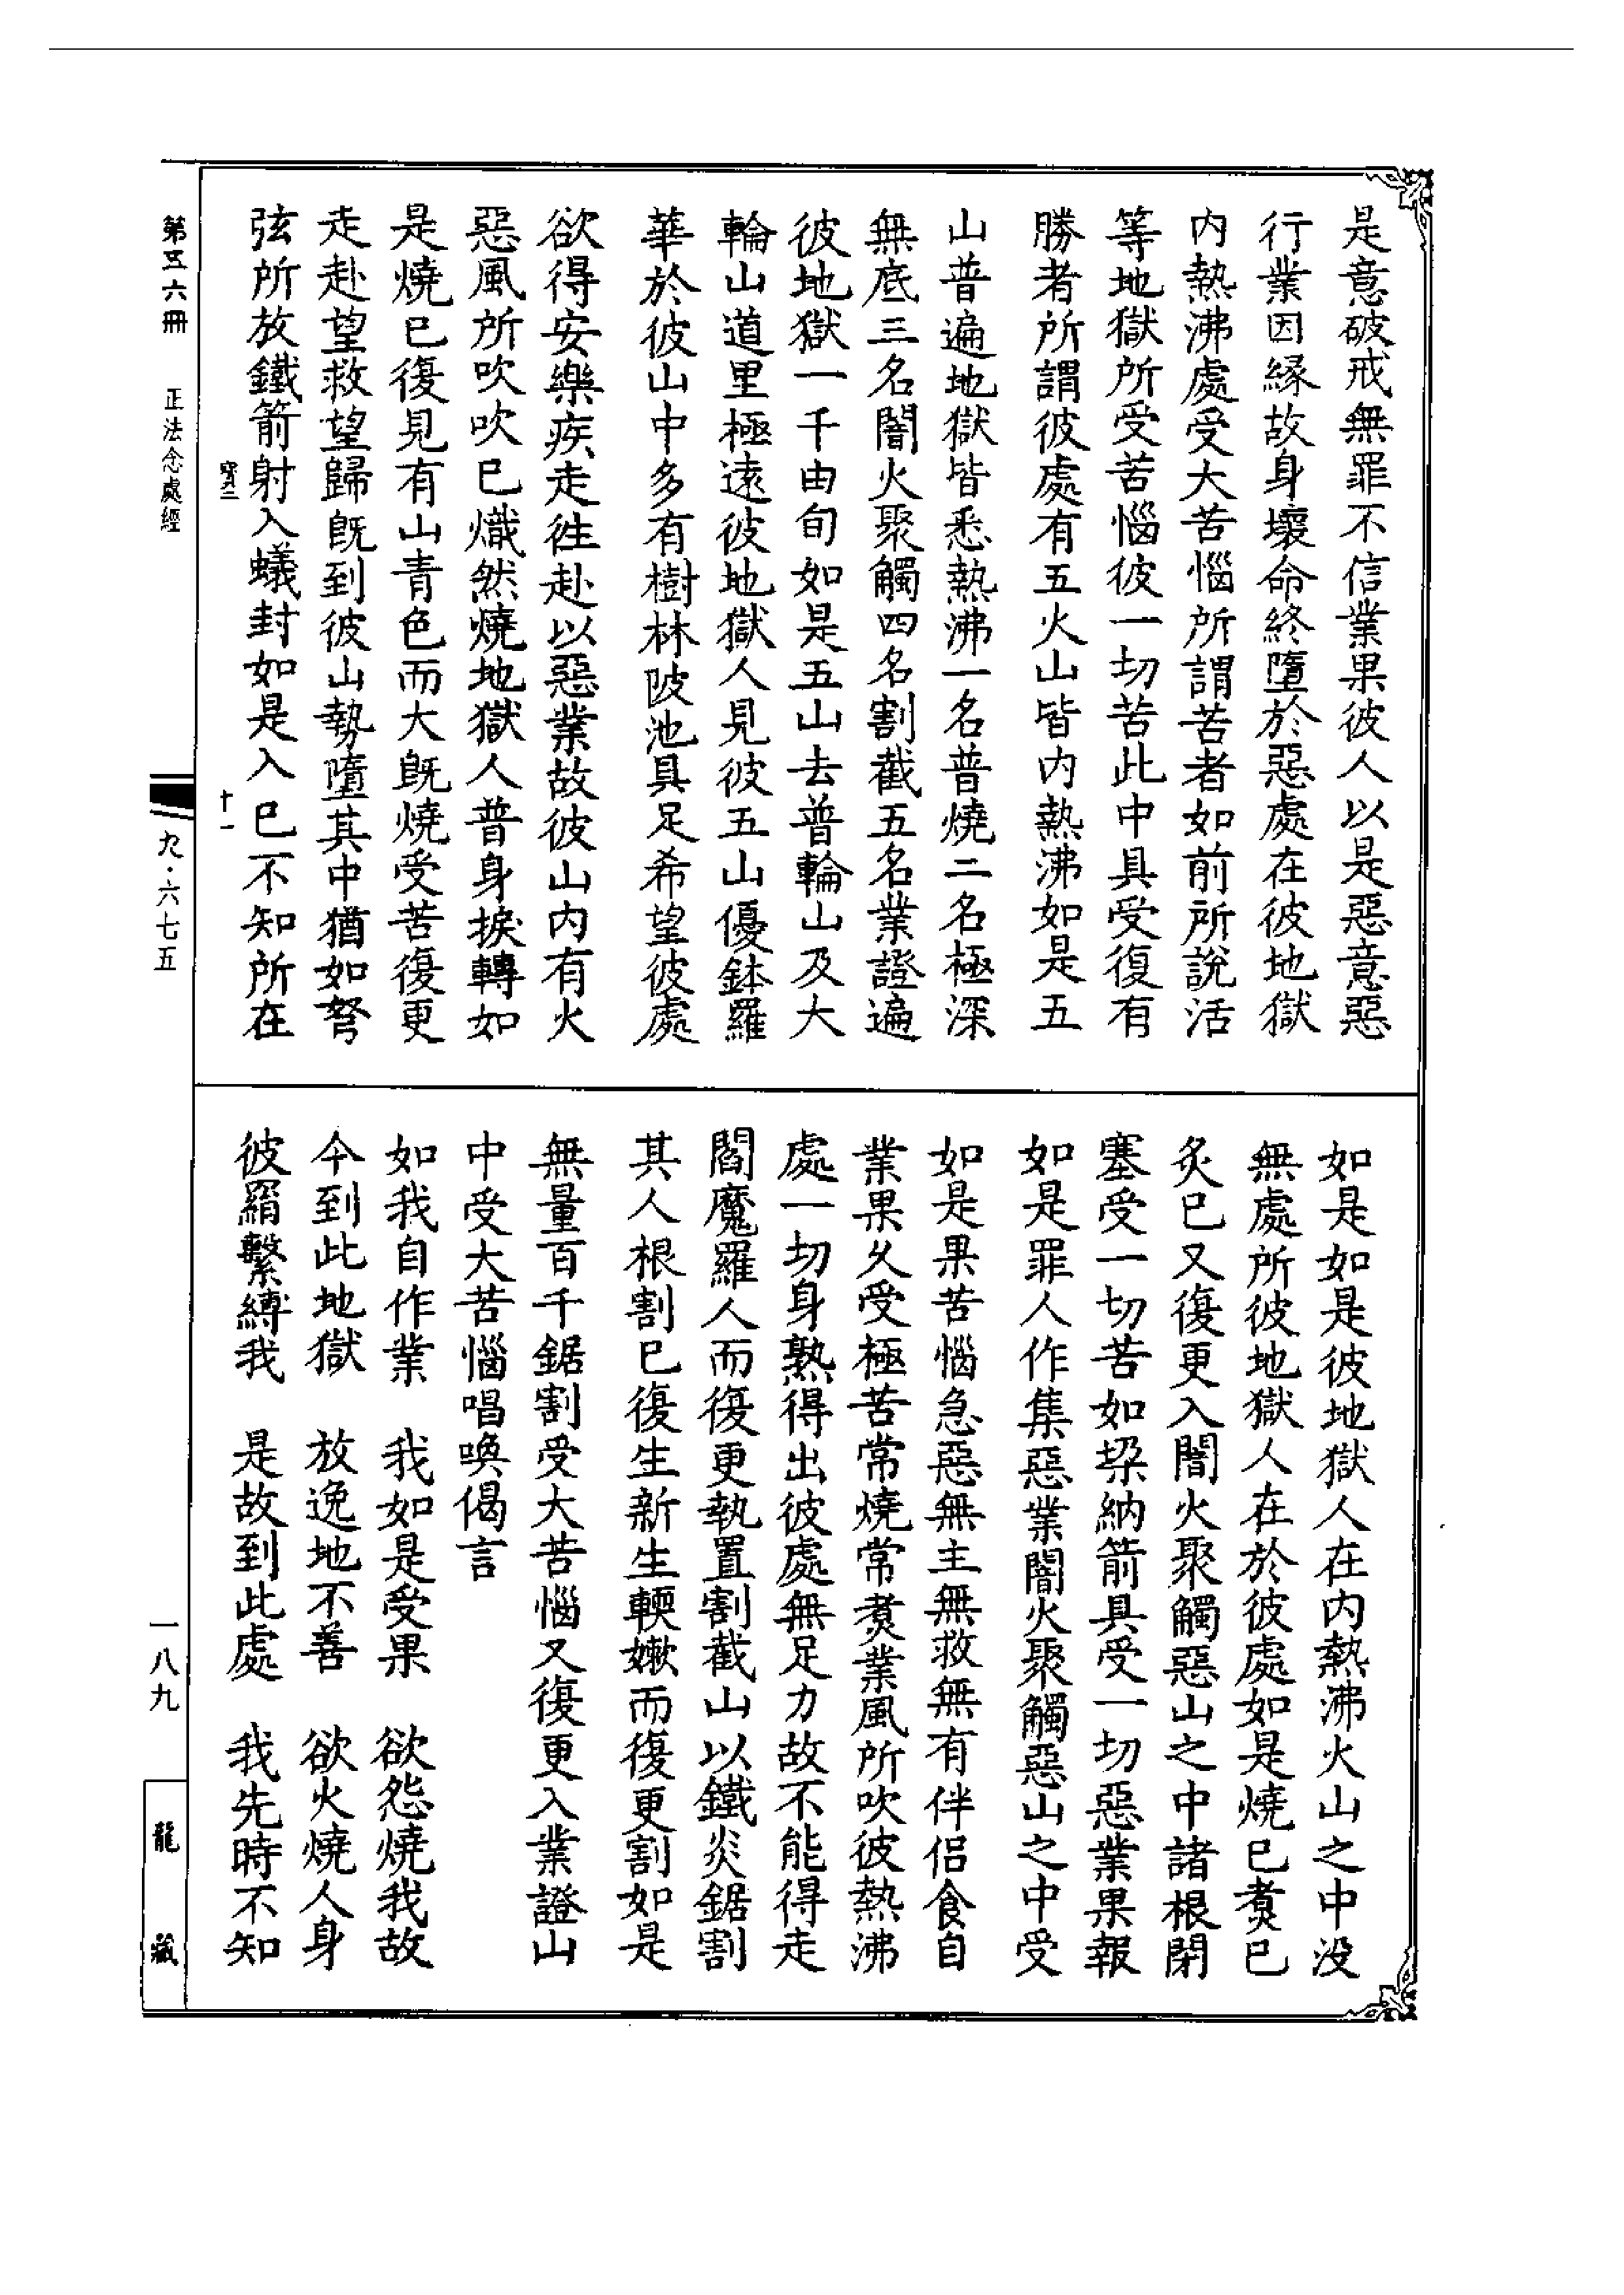 是意破戒無罪不信業果彼人以是惡意惡
行業因緣故身壞命終墮於惡處在彼地獄
内熱沸處受大苦惱所謂苦者如前所說活
等地獄所受苦惱彼一切苦此中具受復有
勝者所謂彼處有五火山皆内熱沸如是五
山普遍地獄皆悉熱沸一名普燒二名極深
無底三名闇火聚觸四名割截五名業證遍
彼地獄一千由旬如是五山去普輪山及大
輪山道里極遠彼地獄人見彼五山優鉢羅
華於彼山中多有樹林陂池具足希望彼處
欲得安樂疾走往赴以惡業故彼山内有火
惡風所吹吹已熾然燒地獄人普身捩轉如
是燒已復見有山青色而大既燒受苦復更
走赴望救望歸既到彼山勢墮其中猶如弩
弦所放鐵箭射入蟻封如是入已不知所在
寶二
十一
如是如是彼地獄人在内熱沸火山之中没
無處所彼地獄人在於彼處如是燒已煑已
炙已又復更入闇火聚觸惡山之中諸根閉
塞受一切苦如垜納箭具受一切惡業果報
如是罪人作集惡業闇火聚觸惡山之中受
如是果苦惱急惡無主無救無有伴侣食自
業果久受極苦常燒常煑業風所吹彼熱沸
處一切身熟得出彼處無足力故不能得走
閻魔羅人而復更執置割截山以鐵炎鋸割
其人根割已復生新生輭嫩而復更割如是
無量百千鋸割受大苦惱又復更入業證山
中受大苦惱唱喚偈言
如我自作業　我如是受果　欲怨燒我故
今到此地獄　放逸地不善　欲火燒人身
彼羂繫縛我　是故到此處　我先時不知
第五六冊　正法念處經
九·六七五
一八九
龍藏